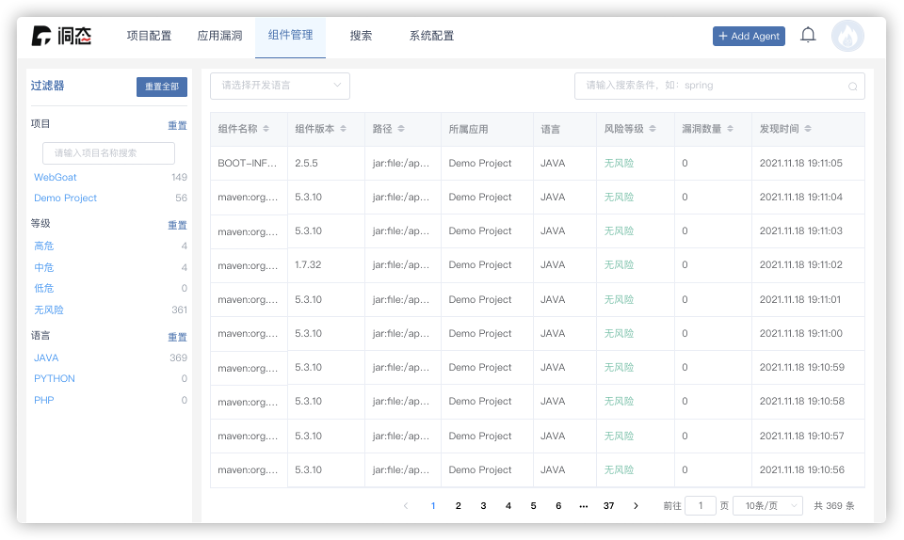 洞态 项目配置 应用漏洞 组件管理 搜索 系统配置 + Add Agent
过滤器 重置全部
项目 重置
请输入项目名称搜索
WebGoat 149
Demo Project 56
等级 重置
高危 4
中危 4
低危 0
无风险 361
语言 重置
JAVA 369
PYTHON 0
PHP 0
请选择开发语言 请输入搜索条件，如：spring
组件名称 组件版本 路径 所属应用 语言 风险等级 漏洞数量 发现时间
BOOT-INF... 2.5.5 jar:file:/ap... Demo Project JAVA 无风险 0 2021.11.18 19:11:05
maven:org.... 5.3.10 jar:file:/ap... Demo Project JAVA 无风险 0 2021.11.18 19:11:04
maven:org.... 5.3.10 jar:file:/ap... Demo Project JAVA 无风险 0 2021.11.18 19:11:03
maven:org.... 1.7.32 jar:file:/ap... Demo Project JAVA 无风险 0 2021.11.18 19:11:02
maven:org.... 5.3.10 jar:file:/ap... Demo Project JAVA 无风险 0 2021.11.18 19:11:01
maven:org.... 5.3.10 jar:file:/ap... Demo Project JAVA 无风险 0 2021.11.18 19:11:00
maven:org.... 5.3.10 jar:file:/ap... Demo Project JAVA 无风险 0 2021.11.18 19:10:59
maven:org.... 5.3.10 jar:file:/ap... Demo Project JAVA 无风险 0 2021.11.18 19:10:58
maven:org.... 5.3.10 jar:file:/ap... Demo Project JAVA 无风险 0 2021.11.18 19:10:57
maven:org.... 5.3.10 jar:file:/ap... Demo Project JAVA 无风险 0 2021.11.18 19:10:56
< 1 2 3 4 5 6 ... 37 > 前往 1 页 10条/页 共 369 条